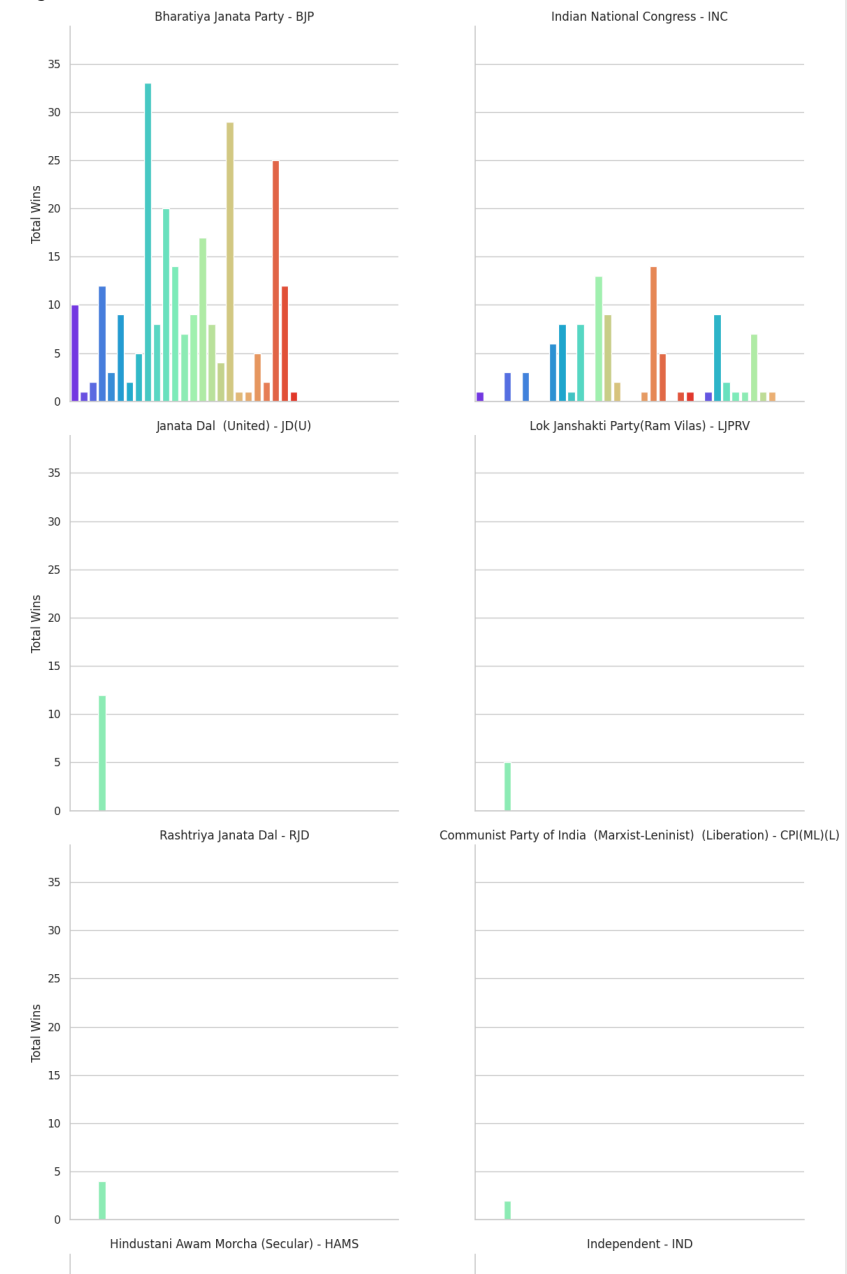 Bharatiya Janata Party - BJP
Indian National Congress - INC
35
30
25
20
15
10
5
0
Total Wins
Janata Dal  (United) - JD(U)
Lok Janshakti Party(Ram Vilas) - LJPRV
35
30
25
20
15
10
5
0
Total Wins
Rashtriya Janata Dal - RJD
Communist Party of India  (Marxist-Leninist)  (Liberation) - CPI(ML)(L)
35
30
25
20
15
10
5
0
Total Wins
Hindustani Awam Morcha (Secular) - HAMS
Independent - IND